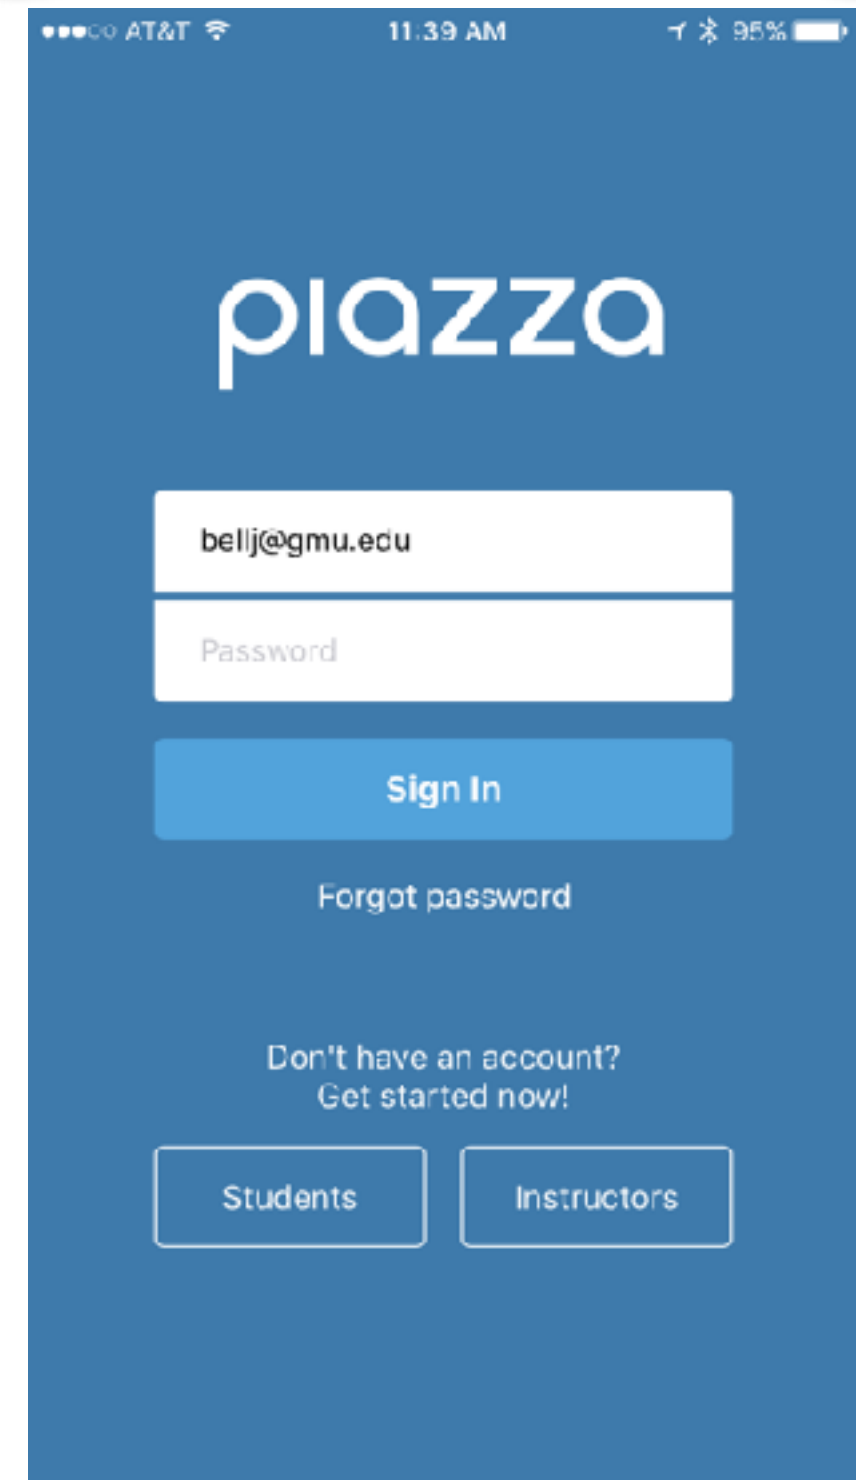 AT&T 11:39 AM 95%
piazza
bellj@gmu.edu
Password
Sign In
Forgot password
Don't have an account?
Get started now!
Students Instructors